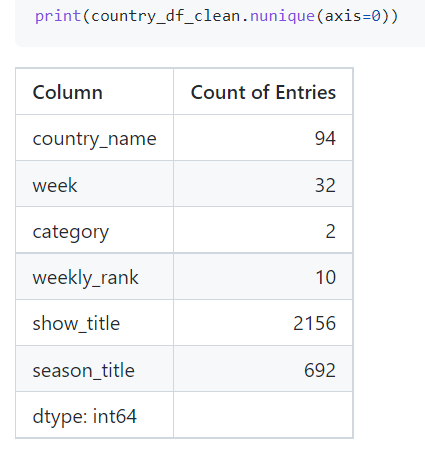 print(country_df_clean.nunique(axis=0))
Column Count of Entries
country_name 94
week 32
category 2
weekly_rank 10
show_title 2156
season_title 692
dtype: int64